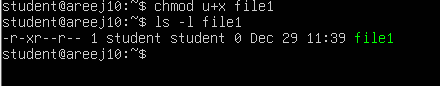 student@areej10:~$ chmod u+x file1
student@areej10:~$ ls -l file1
-r-xr--r-- 1 student student 0 Dec 29 11:39 file1
student@areej10:~$